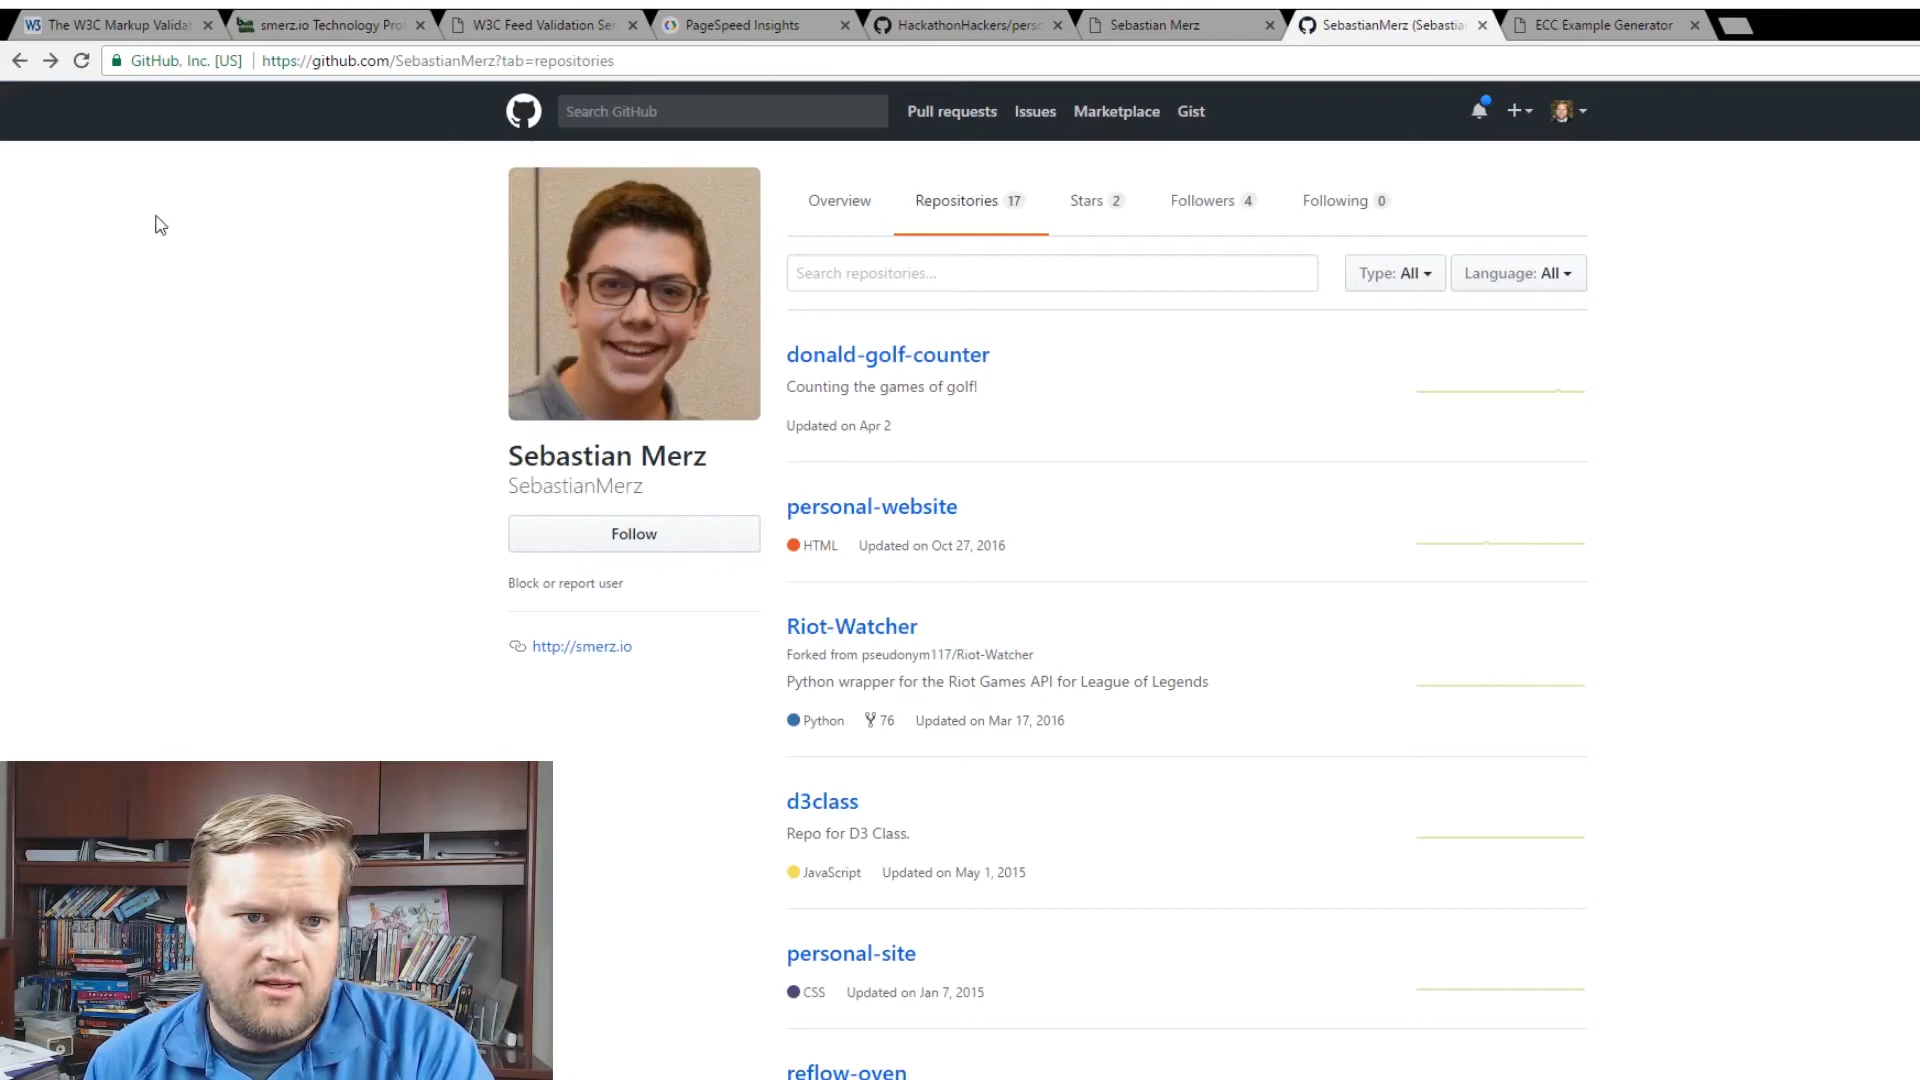 W3 The W3C Markup Validat
smerz.io Technology Pro
W3C Feed Validation Ser
PageSpeed Insights
HackathonHackers/perso
Sebastian Merz
SebastianMerz (Sebastia
ECC Example Generator
GitHub, Inc. [US] https://github.com/SebastianMerz?tab=repositories
Search GitHub Pull requests Issues Marketplace Gist
Overview Repositories 17 Stars 2 Followers 4 Following 0
Search repositories... Type: All Language: All
donald-golf-counter
Counting the games of golf!
Updated on Apr 2
Sebastian Merz
SebastianMerz
Follow
Block or report user
http://smerz.io
personal-website
HTML Updated on Oct 27, 2016
Riot-Watcher
Forked from pseudonym117/Riot-Watcher
Python wrapper for the Riot Games API for League of Legends
Python 76 Updated on Mar 17, 2016
d3class
Repo for D3 Class.
JavaScript Updated on May 1, 2015
personal-site
CSS Updated on Jan 7, 2015
reflow-oven